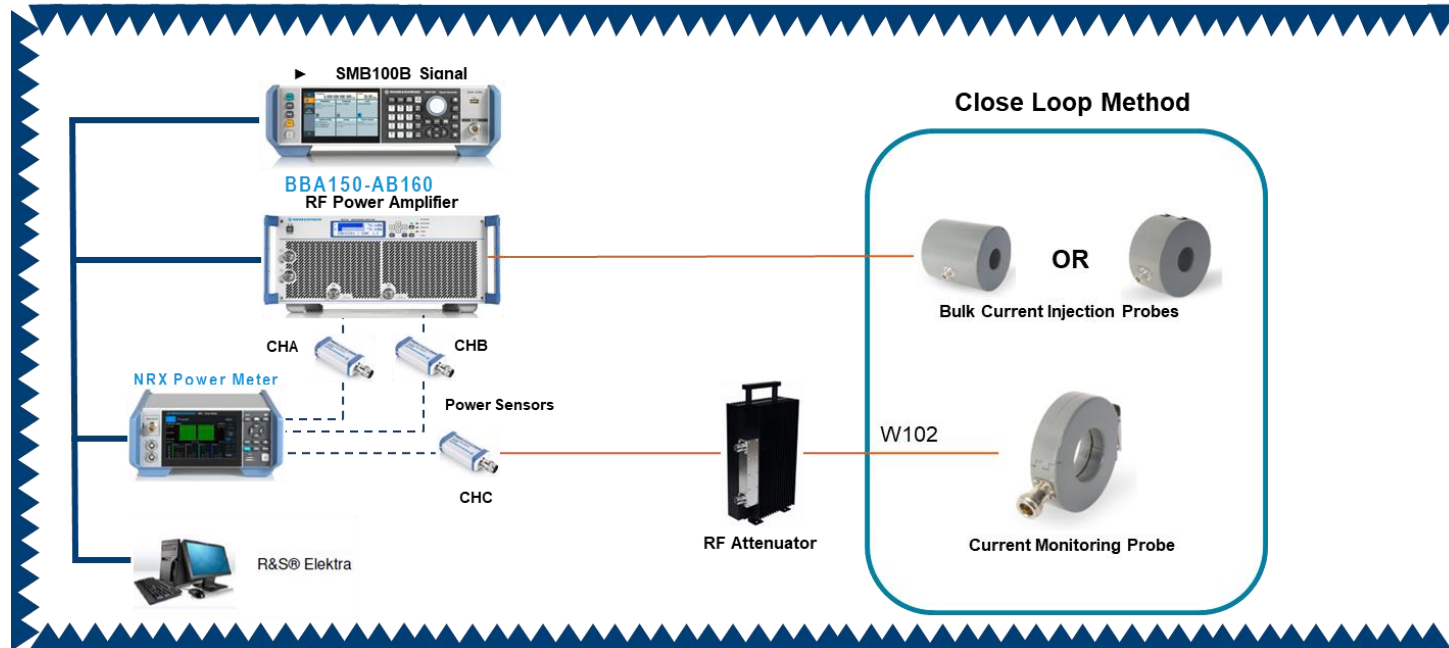 ► SMB100B Signal
Close Loop Method
BBA150-AB160
RF Power Amplifier
OR
Bulk Current Injection Probes
CHA
CHB
NRX Power Meter
Power Sensors
W102
CHC
RF Attenuator
Current Monitoring Probe
R&S® Elektra